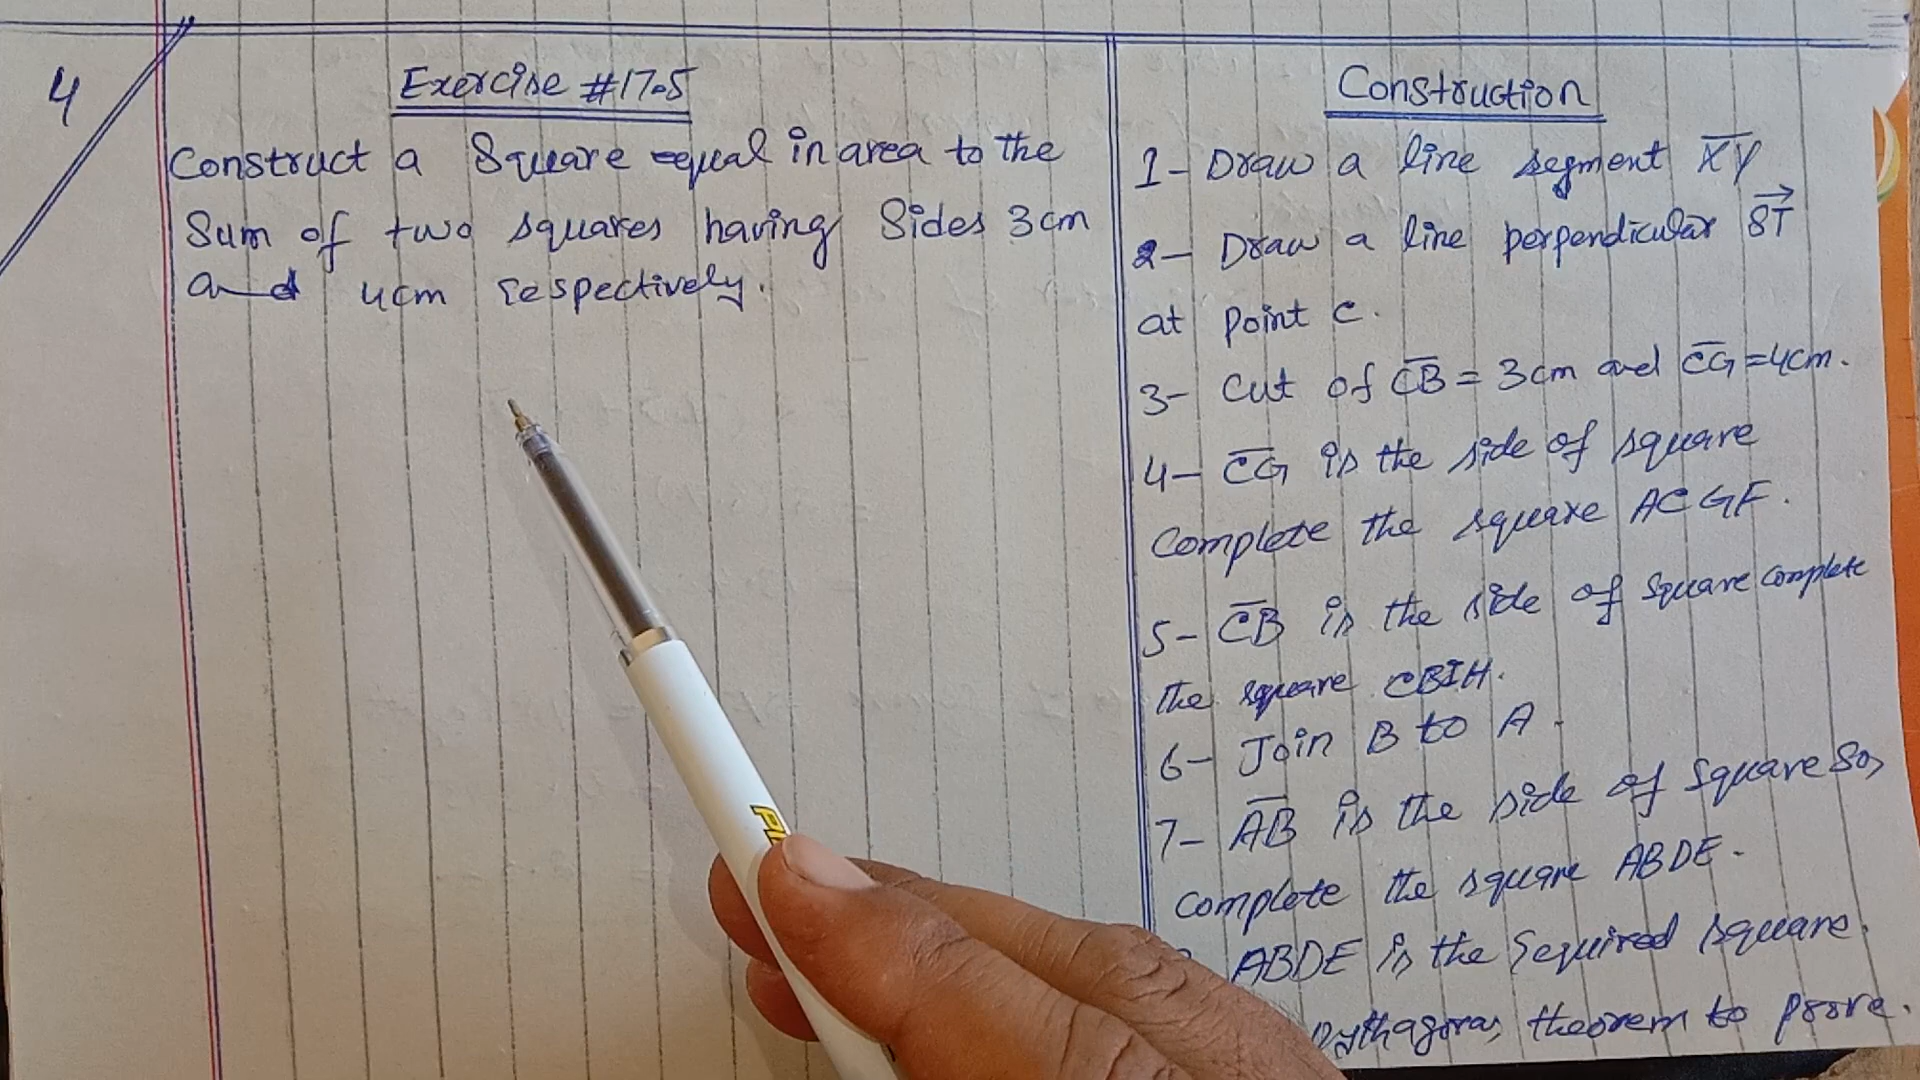 4
Exercise #17.5
Construct a Square equal in area to the
Sum of two squares having Sides 3cm
and 4cm respectively.
Construction
1- Draw a line segment XY
2- Draw a line perpendicular ST
at point C.
3- Cut of CB = 3cm and CG = 4cm.
4- CG is the side of square
Complete the square ACGF.
5- CB is the side of Square complete
the square CBIH.
6- Join B to A.
7- AB is the side of Square So,
complete the square ABDE.
ABDE is the required square.
Pythagoras theorem to prove.